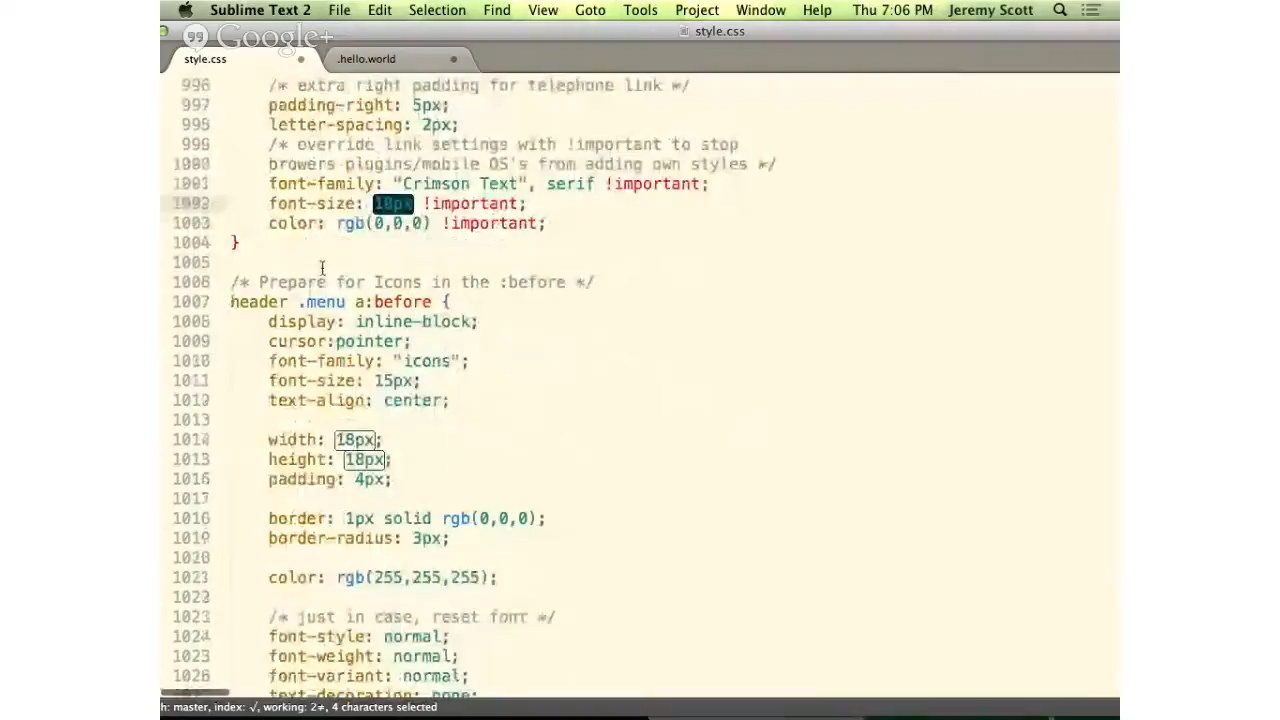 Sublime Text 2 File Edit Selection Find View Goto Tools Project Window Help Thu 7:06 PM Jeremy Scott
Google+
style.css
style.css
.hello.world
996 /* extra right padding for telephone link */
997 padding-right: 5px;
998 letter-spacing: 2px;
999 /* override link settings with !important to stop
1000 browers plugins/mobile OS's from adding own styles */
1001 font-family: "Crimson Text", serif !important;
1002 font-size: 18px !important;
1003 color: rgb(0,0,0) !important;
1004 }
1005
1006 /* Prepare for Icons in the :before */
1007 header .menu a:before {
1008 display: inline-block;
1009 cursor:pointer;
1010 font-family: "icons";
1011 font-size: 15px;
1012 text-align: center;
1013
1014 width: 18px;
1015 height: 18px;
1016 padding: 4px;
1017
1018 border: 1px solid rgb(0,0,0);
1019 border-radius: 3px;
1020
1021 color: rgb(255,255,255);
1022
1023 /* just in case, reset font */
1024 font-style: normal;
1025 font-weight: normal;
1026 font-variant: normal;
text-decoration: none;
h: master, index: √, working: 2≠, 4 characters selected